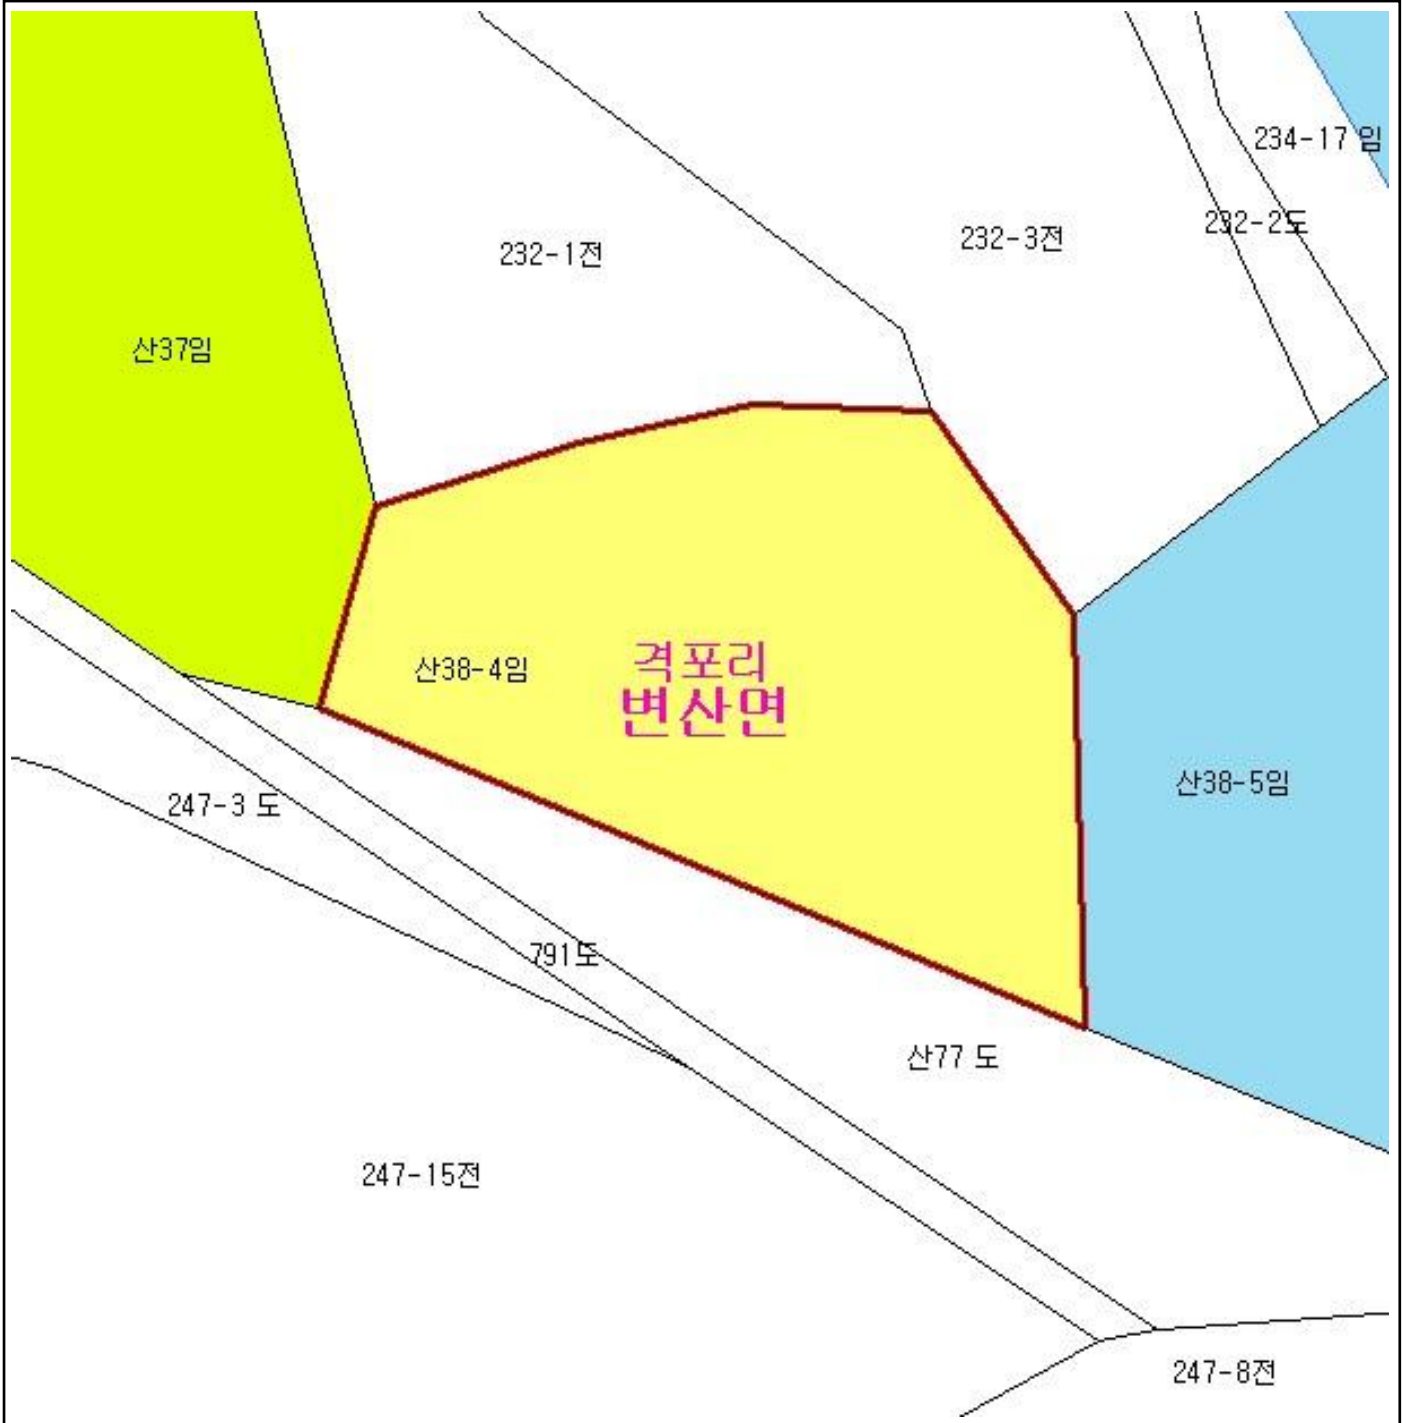 234-17 임
232-2도
232-3전
232-1전
산37임
격포리
변산면
산38-4임
산38-5임
247-3 도
791도
산77 도
247-15전
247-8전